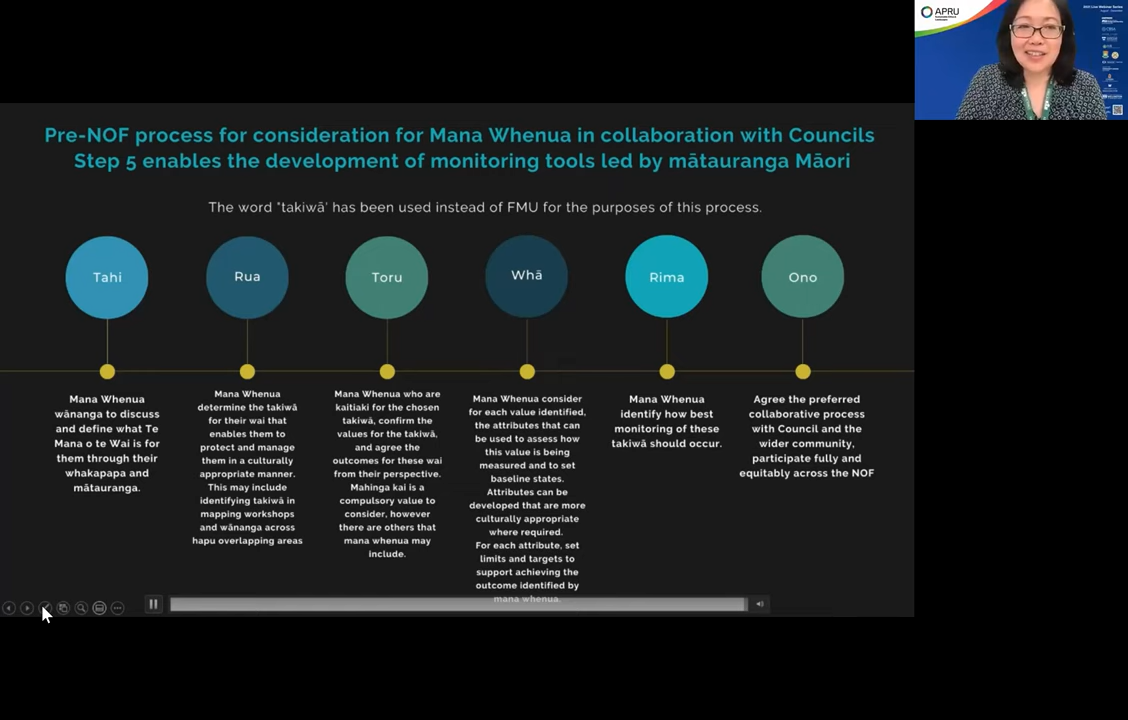 APRU
Pre-NOF process for consideration for Mana Whenua in collaboration with Councils
Step 5 enables the development of monitoring tools led by mātauranga Māori
The word "takiwā' has been used instead of FMU for the purposes of this process.
Tahi
Rua
Toru
Whā
Rima
Ono
Mana Whenua
wānanga to discuss
and define what Te
Mana o te Wai is for
them through their
whakapapa and
mātauranga.
Mana Whenua
determine the takiwā
for their wai that
enables them to
protect and manage
them in a culturally
appropriate manner.
This may include
identifying takiwā in
mapping workshops
and wānanga across
hapu overlapping areas
Mana Whenua who are
kaitiaki for the chosen
takiwā, confirm the
values for the takiwā,
and agree the
outcomes for these wai
from their perspective.
Mahinga kai is a
compulsory value to
consider, however
there are others that
mana whenua may
include.
Mana Whenua consider
for each value identified,
the attributes that can
be used to assess how
this value is being
measured and to set
baseline states.
Attributes can be
developed that are more
culturally appropriate
where required.
For each attribute, set
limits and targets to
support achieving the
outcome identified by
mana whenua.
Mana Whenua
identify how best
monitoring of these
takiwā should occur.
Agree the preferred
collaborative process
with Council and the
wider community,
participate fully and
equitably across the NOF